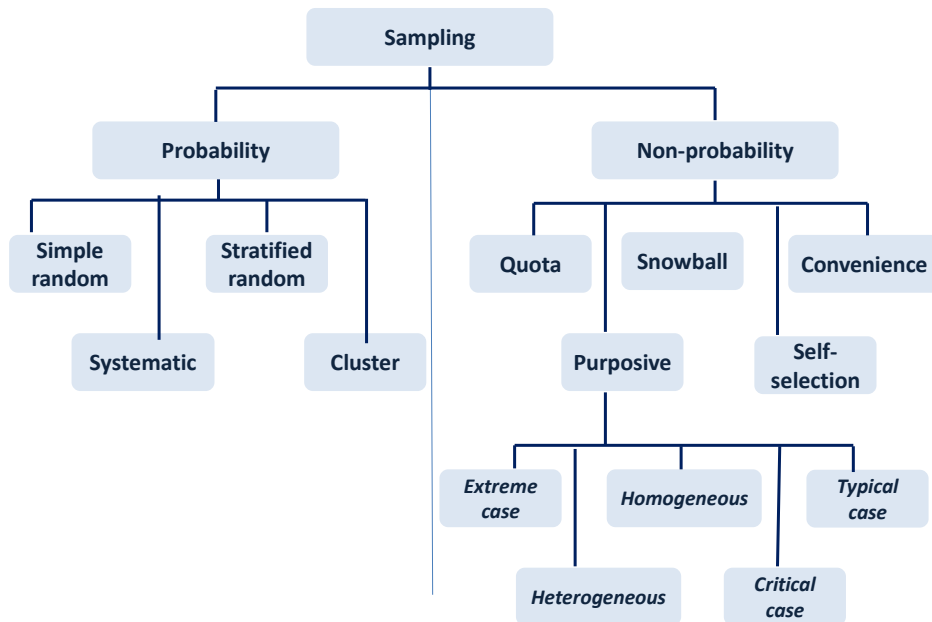 Sampling
Probability
Non-probability
Simple
random
Stratified
random
Quota
Snowball
Convenience
Systematic
Cluster
Purposive
Self-
selection
Extreme
case
Homogeneous
Typical
case
Heterogeneous
Critical
case